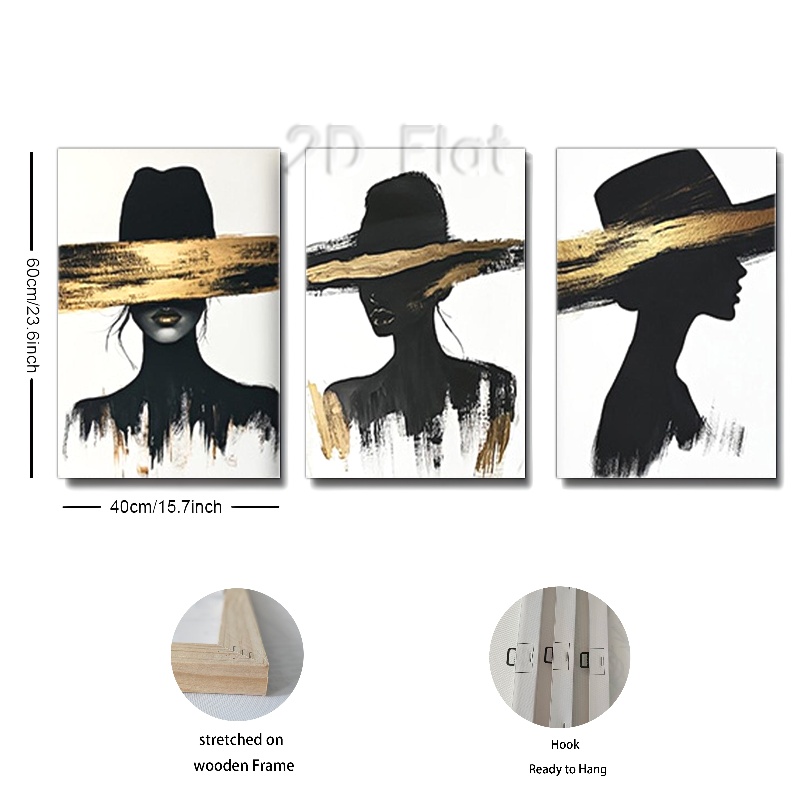 2D Flat
60cm/23.6inch
40cm/15.7inch
stretched on
wooden Frame
Hook
Ready to Hang